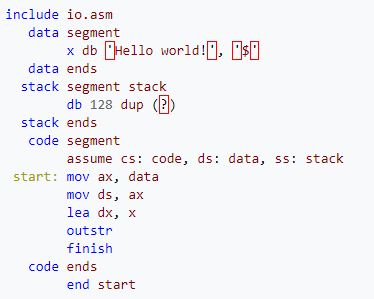 include io.asm
data segment
x db 'Hello world!', '$'
data ends
stack segment stack
db 128 dup (?)
stack ends
code segment
assume cs: code, ds: data, ss: stack
start: mov ax, data
mov ds, ax
lea dx, x
outstr
finish
code ends
end start